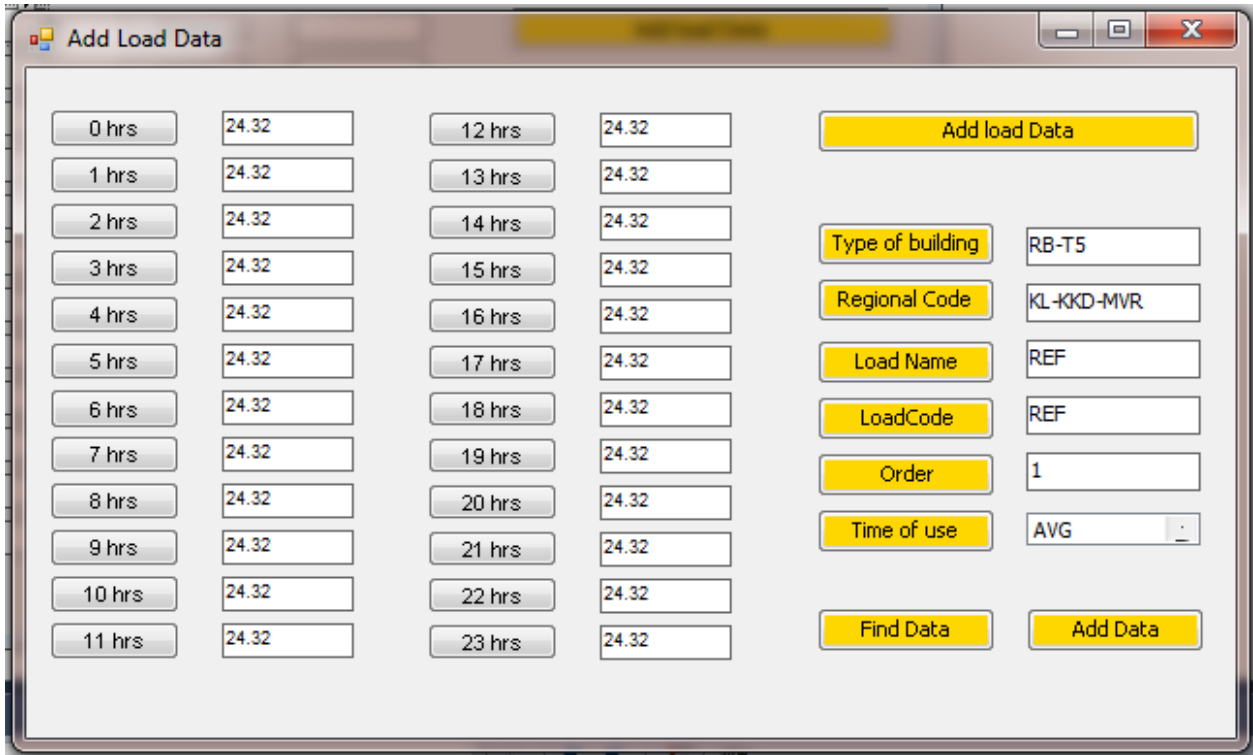 Add Load Data
0 hrs 24.32 12 hrs 24.32 Add load Data
1 hrs 24.32 13 hrs 24.32
2 hrs 24.32 14 hrs 24.32 Type of building RB-T5
3 hrs 24.32 15 hrs 24.32 Regional Code KL-KKD-MVR
4 hrs 24.32 16 hrs 24.32
5 hrs 24.32 17 hrs 24.32 Load Name REF
6 hrs 24.32 18 hrs 24.32 LoadCode REF
7 hrs 24.32 19 hrs 24.32 Order 1
8 hrs 24.32 20 hrs 24.32 Time of use AVG
9 hrs 24.32 21 hrs 24.32
10 hrs 24.32 22 hrs 24.32 Find Data Add Data
11 hrs 24.32 23 hrs 24.32